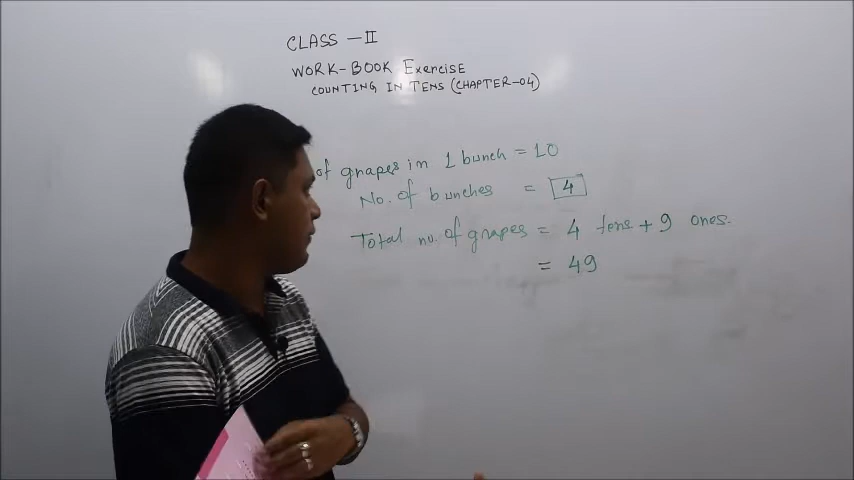 CLASS - II
WORK-BOOK Exercise
COUNTING IN TENS (CHAPTER-04)
of grapes in 1 bunch = 10
No. of bunches = 4
Total no. of grapes = 4 tens + 9 ones.
= 49